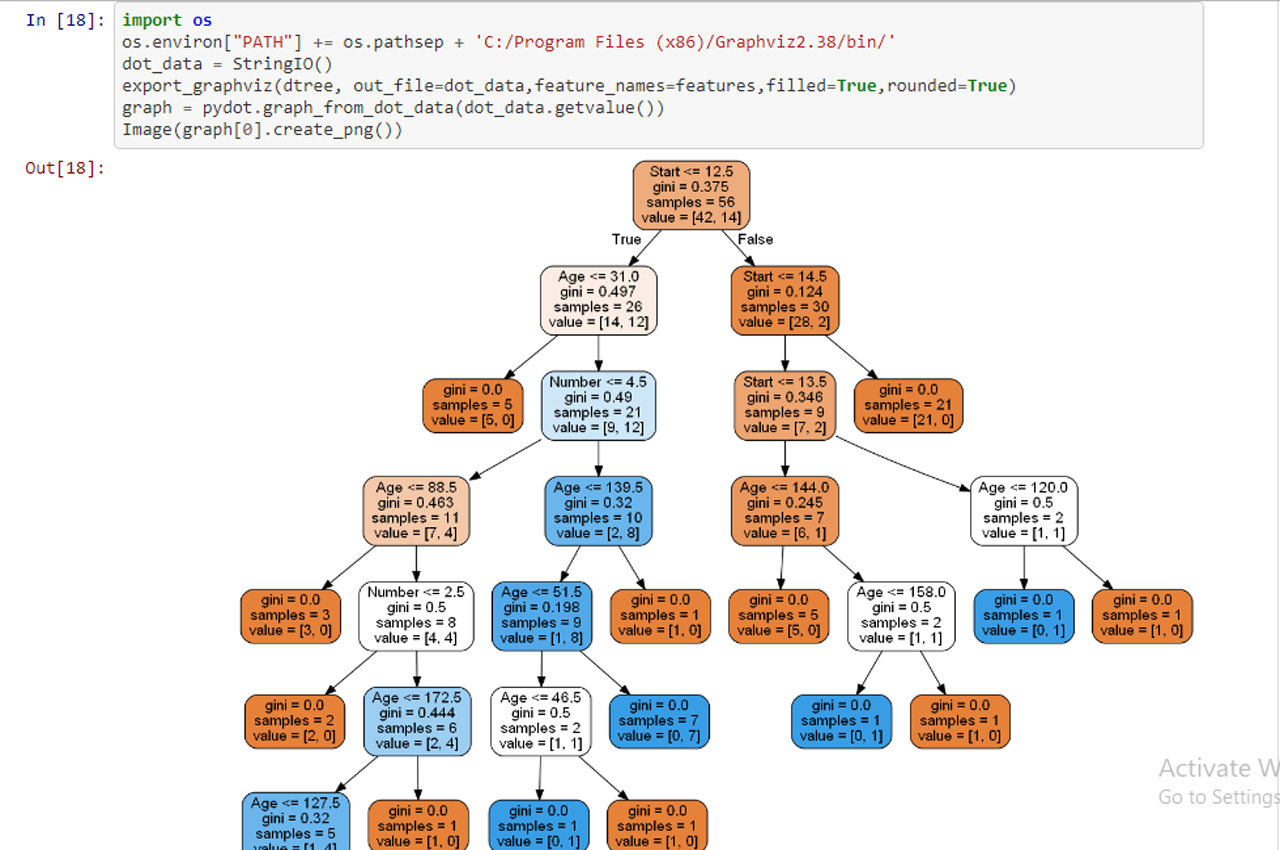 In [18]:
import os
os.environ["PATH"] += os.pathsep + 'C:/Program Files (x86)/Graphviz2.38/bin/'
dot_data = StringIO()
export_graphviz(dtree, out_file=dot_data,feature_names=features,filled=True,rounded=True)
graph = pydot.graph_from_dot_data(dot_data.getvalue())
Image(graph[0].create_png())
Out[18]:
Start <= 12.5
gini = 0.375
samples = 56
value = [42, 14]
True
False
Age <= 31.0
gini = 0.497
samples = 26
value = [14, 12]
Start <= 14.5
gini = 0.124
samples = 30
value = [28, 2]
gini = 0.0
samples = 5
value = [5, 0]
Number <= 4.5
gini = 0.49
samples = 21
value = [9, 12]
Start <= 13.5
gini = 0.346
samples = 9
value = [7, 2]
gini = 0.0
samples = 21
value = [21, 0]
Age <= 88.5
gini = 0.463
samples = 11
value = [7, 4]
Age <= 139.5
gini = 0.32
samples = 10
value = [2, 8]
Age <= 144.0
gini = 0.245
samples = 7
value = [6, 1]
Age <= 120.0
gini = 0.5
samples = 2
value = [1, 1]
gini = 0.0
samples = 3
value = [3, 0]
Number <= 2.5
gini = 0.5
samples = 8
value = [4, 4]
Age <= 51.5
gini = 0.198
samples = 9
value = [1, 8]
gini = 0.0
samples = 1
value = [1, 0]
gini = 0.0
samples = 5
value = [5, 0]
Age <= 158.0
gini = 0.5
samples = 2
value = [1, 1]
gini = 0.0
samples = 1
value = [0, 1]
gini = 0.0
samples = 1
value = [1, 0]
gini = 0.0
samples = 2
value = [2, 0]
Age <= 172.5
gini = 0.444
samples = 6
value = [2, 4]
Age <= 46.5
gini = 0.5
samples = 2
value = [1, 1]
gini = 0.0
samples = 7
value = [0, 7]
gini = 0.0
samples = 1
value = [0, 1]
gini = 0.0
samples = 1
value = [1, 0]
Age <= 127.5
gini = 0.32
samples = 5
value = [1, 4]
gini = 0.0
samples = 1
value = [1, 0]
gini = 0.0
samples = 1
value = [0, 1]
gini = 0.0
samples = 1
value = [1, 0]
Activate W
Go to Settings